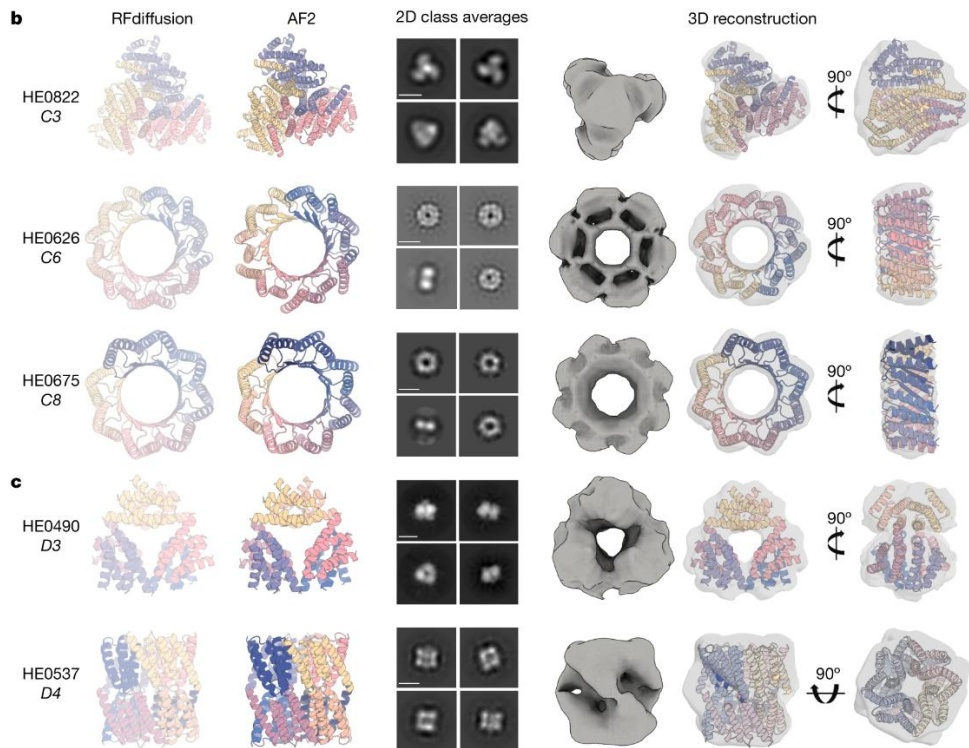 b
RFdiffusion AF2 2D class averages 3D reconstruction
HE0822
C3
90º
HE0626
C6
90º
HE0675
C8
90º
c
HE0490
D3
90º
HE0537
D4
90º